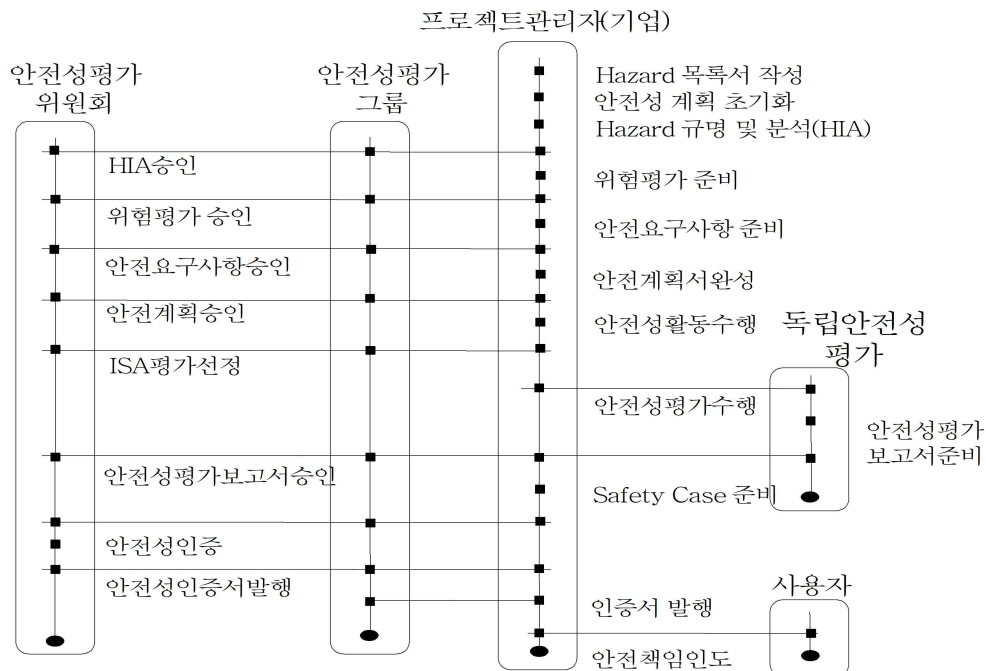 프로젝트관리자(기업)
안전성평가
위원회
안전성평가
그룹
Hazard 목록서 작성
안전성 계획 초기화
Hazard 규명 및 분석(HIA)
HIA승인
위험평가 준비
위험평가 승인
안전요구사항 준비
안전요구사항승인
안전계획서완성
안전계획승인
안전성활동수행
독립안전성
평가
ISA평가선정
안전성평가수행
안전성평가
보고서준비
안전성평가보고서승인
Safety Case 준비
안전성인증
안전성인증서발행
사용자
인증서 발행
안전책임인도